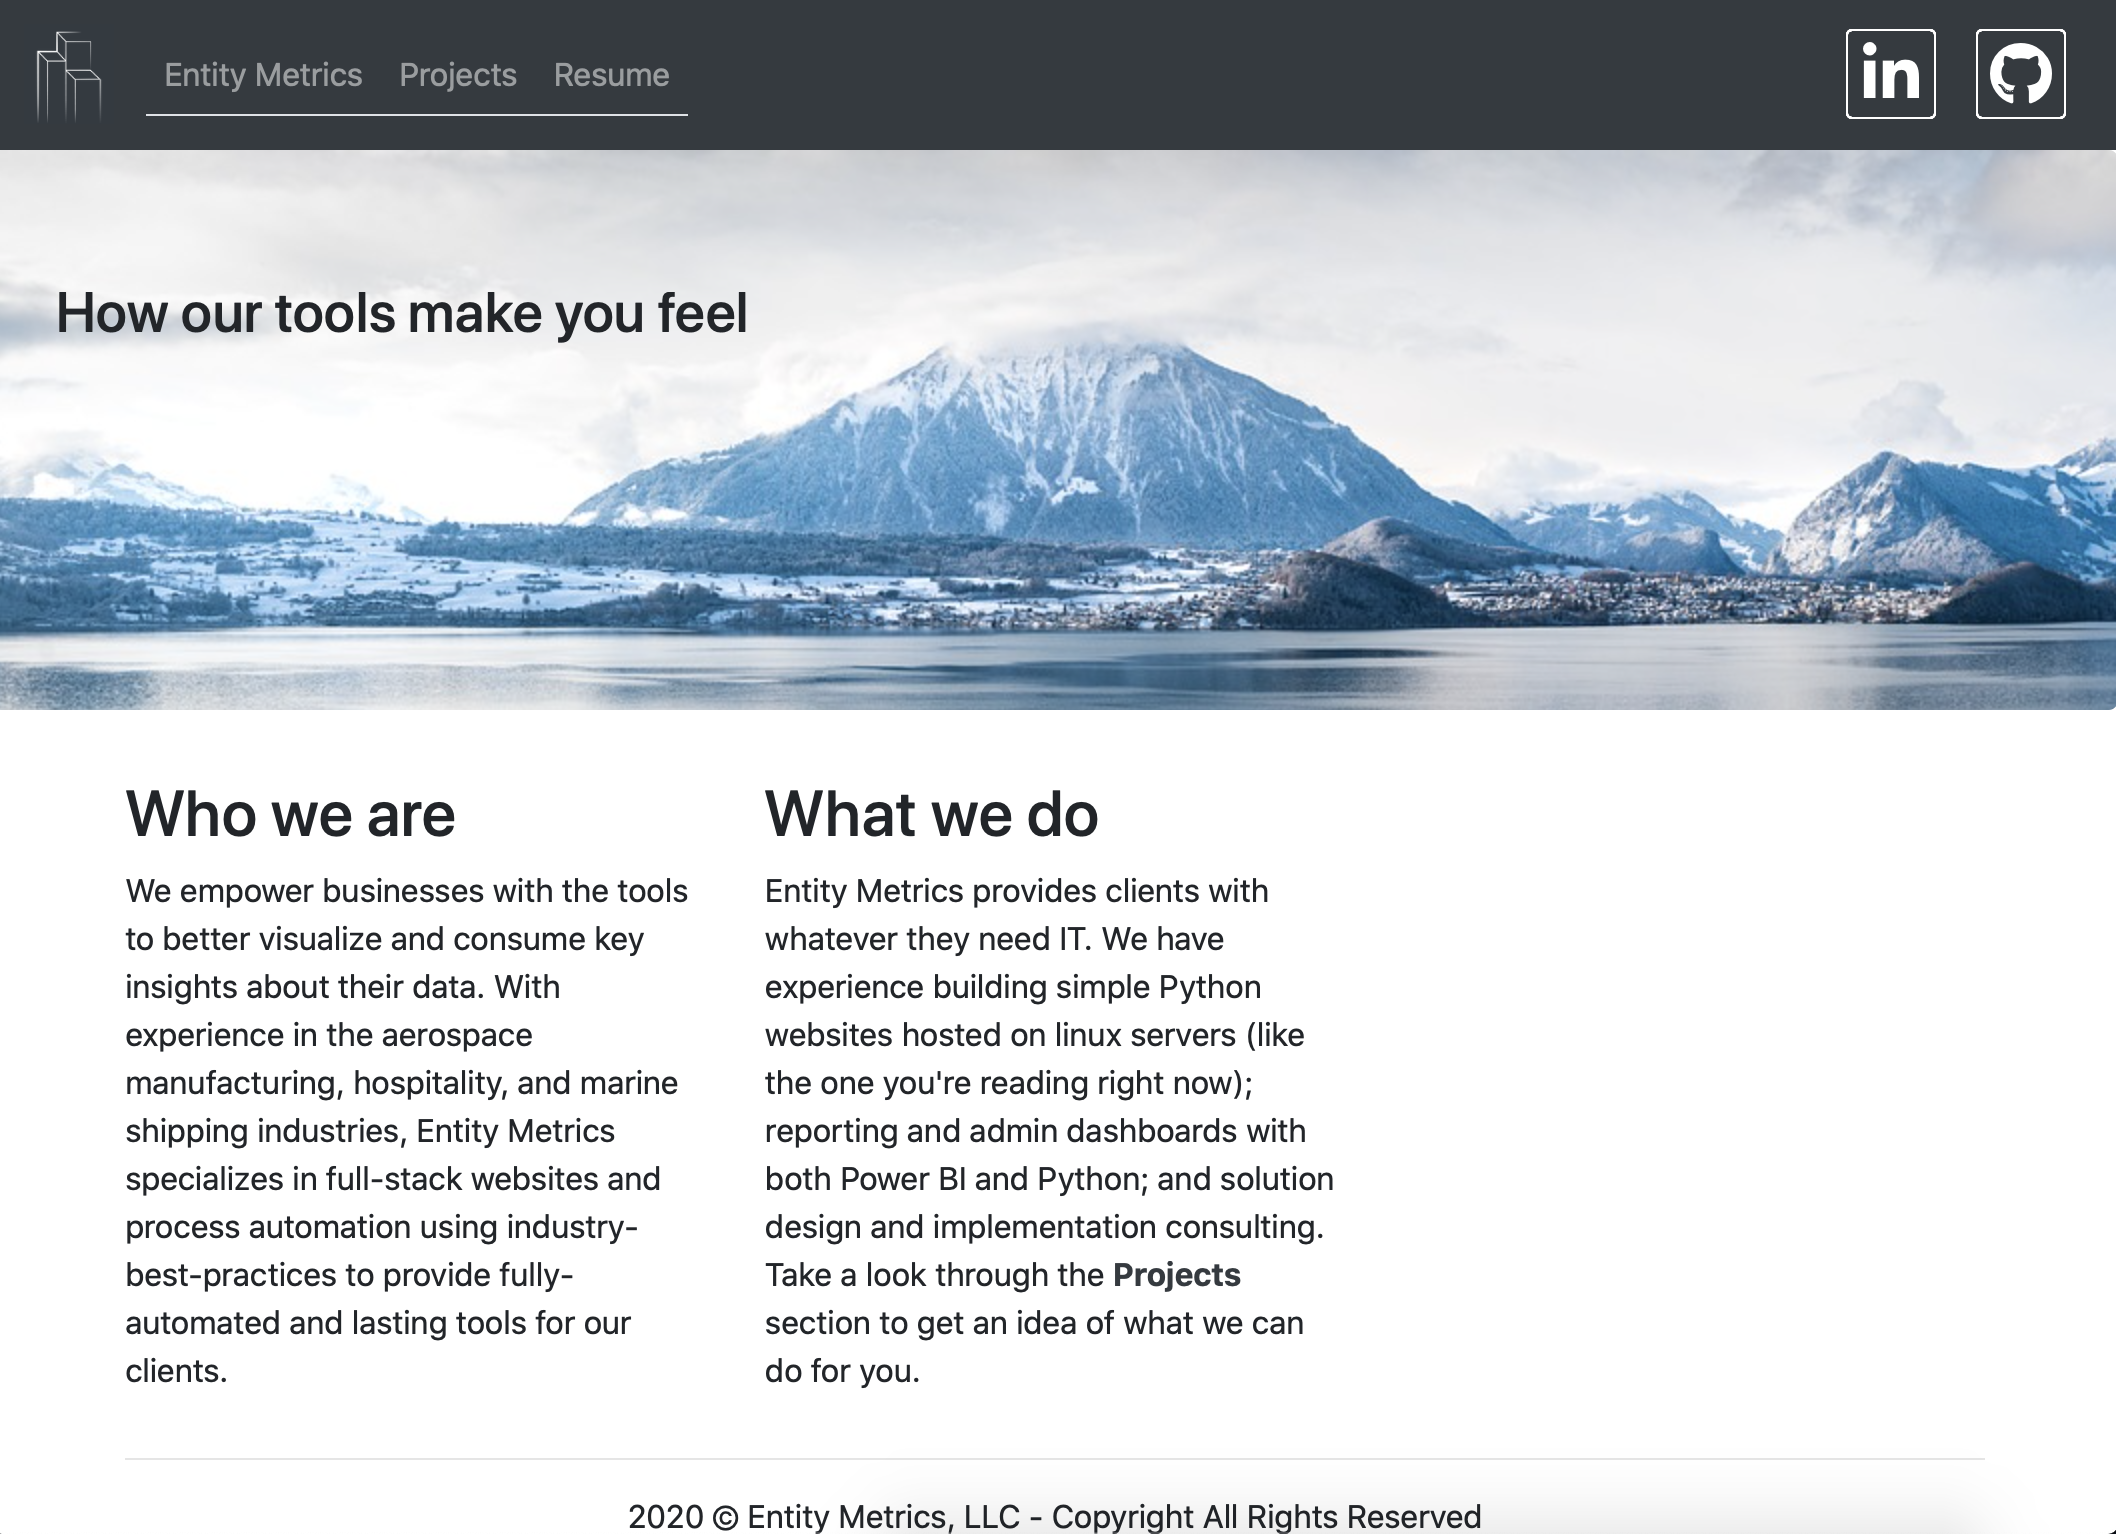 Entity Metrics Projects Resume
in
How our tools make you feel
Who we are
We empower businesses with the tools
to better visualize and consume key
insights about their data. With
experience in the aerospace
manufacturing, hospitality, and marine
shipping industries, Entity Metrics
specializes in full-stack websites and
process automation using industry-
best-practices to provide fully-
automated and lasting tools for our
clients.
What we do
Entity Metrics provides clients with
whatever they need IT. We have
experience building simple Python
websites hosted on linux servers (like
the one you're reading right now);
reporting and admin dashboards with
both Power BI and Python; and solution
design and implementation consulting.
Take a look through the Projects
section to get an idea of what we can
do for you.
2020 © Entity Metrics, LLC - Copyright All Rights Reserved